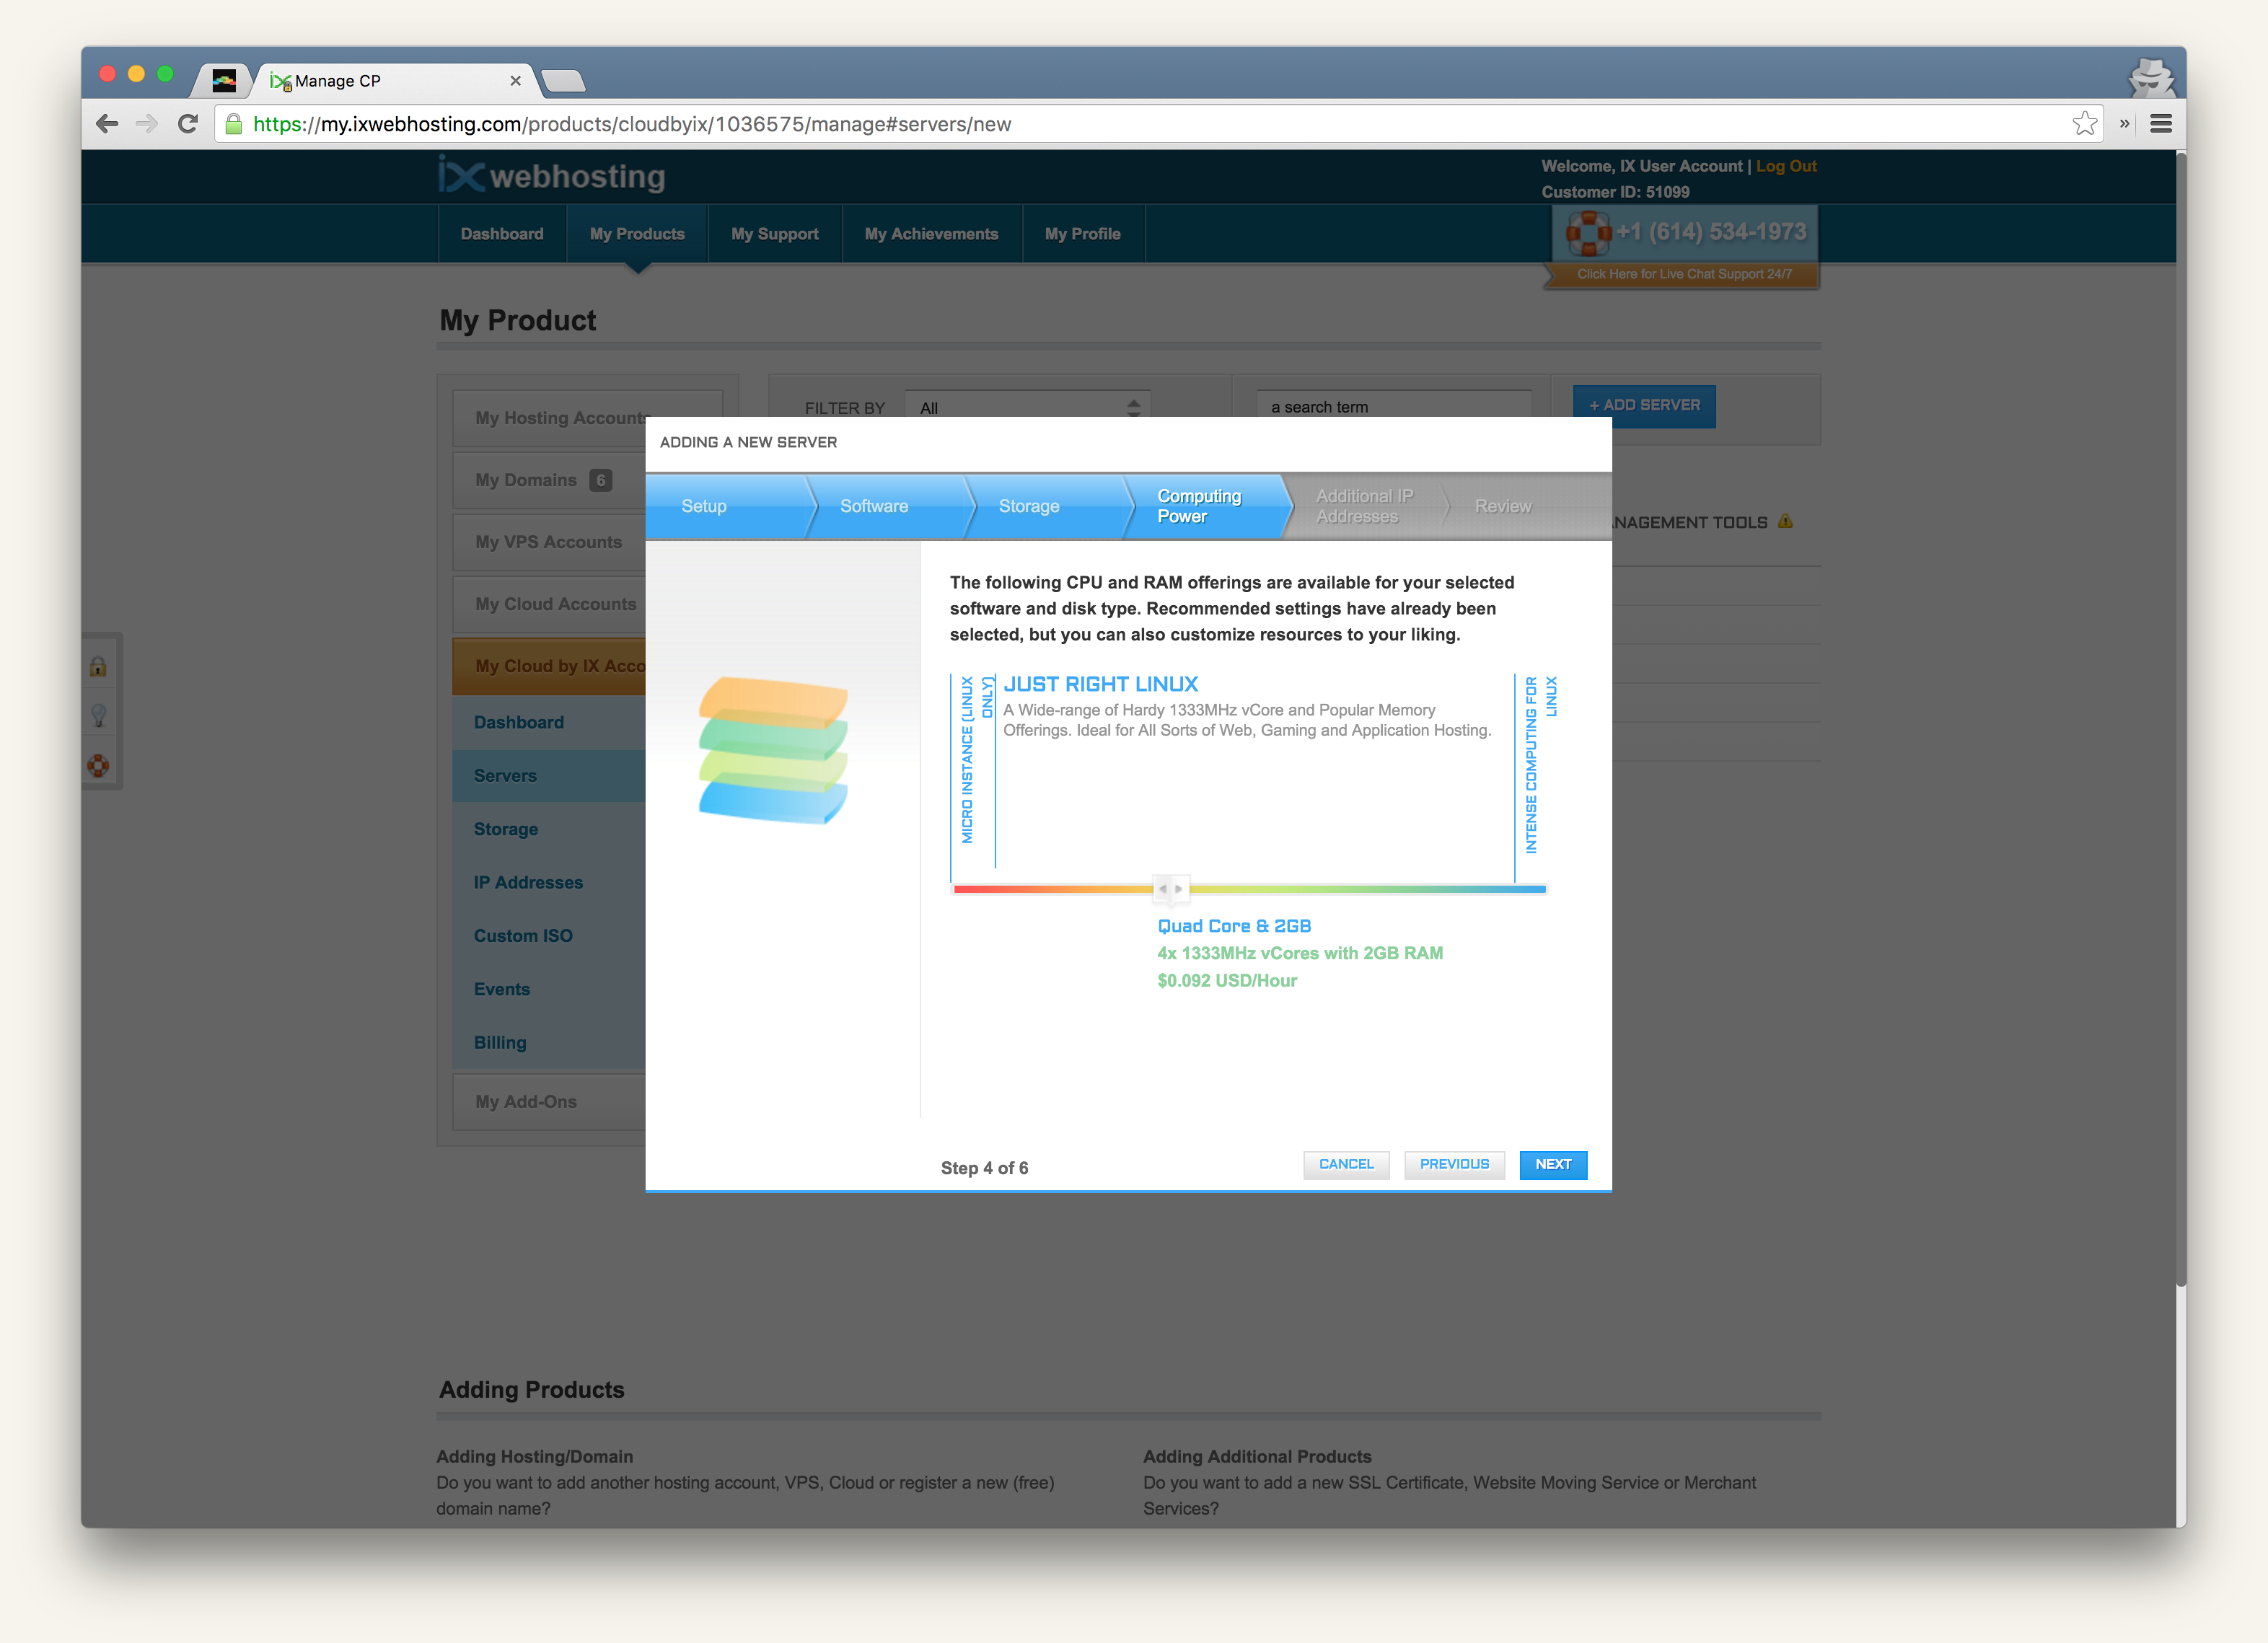 Manage CP
https://my.ixwebhosting.com/products/cloudbyix/1036575/manage#servers/new
ix webhosting
Welcome, IX User Account | Log Out
Customer ID: 51099
Dashboard
My Products
My Support
My Achievements
My Profile
+1 (614) 534-1973
Click Here for Live Chat Support 24/7
My Product
My Hosting Accounts
My Domains 6
My VPS Accounts
My Cloud Accounts
My Cloud by IX Acco
Dashboard
Servers
Storage
IP Addresses
Custom ISO
Events
Billing
My Add-Ons
FILTER BY
All
a search term
+ ADD SERVER
NAGEMENT TOOLS
ADDING A NEW SERVER
Setup
Software
Storage
Computing
Power
Additional IP
Addresses
Review
The following CPU and RAM offerings are available for your selected
software and disk type. Recommended settings have already been
selected, but you can also customize resources to your liking.
MICRO INSTANCE (LINUX
ONLY)
JUST RIGHT LINUX
A Wide-range of Hardy 1333MHz vCore and Popular Memory
Offerings. Ideal for All Sorts of Web, Gaming and Application Hosting.
INTENSE COMPUTING FOR
LINUX
Quad Core & 2GB
4x 1333MHz vCores with 2GB RAM
$0.092 USD/Hour
Step 4 of 6
CANCEL
PREVIOUS
NEXT
Adding Products
Adding Hosting/Domain
Do you want to add another hosting account, VPS, Cloud or register a new (free)
domain name?
Adding Additional Products
Do you want to add a new SSL Certificate, Website Moving Service or Merchant
Services?